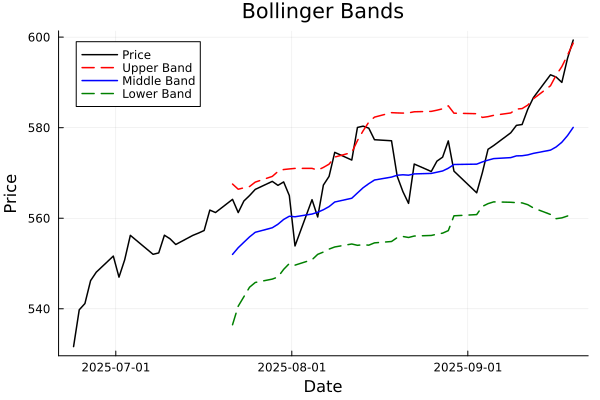 Bollinger Bands
600
580
560
540
Price
Price
Upper Band
Middle Band
Lower Band
2025-07-01
2025-08-01
2025-09-01
Date